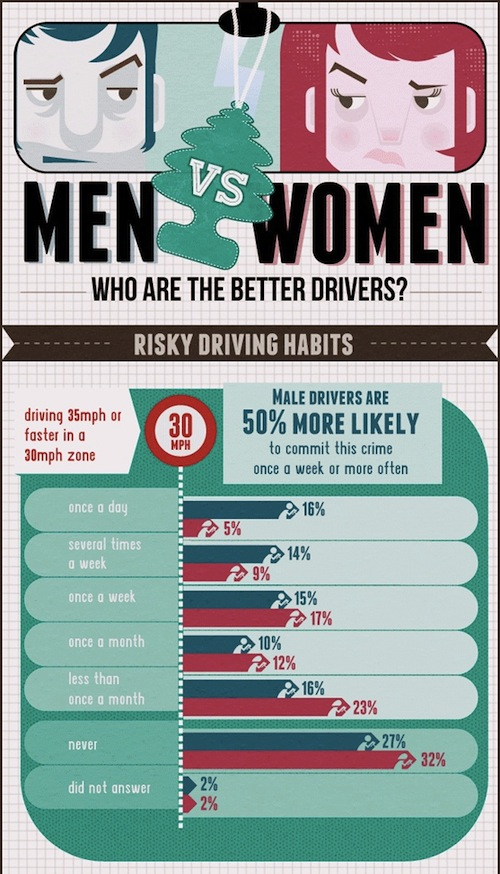 VS
MEN WOMEN
WHO ARE THE BETTER DRIVERS?
RISKY DRIVING HABITS
driving 35mph or
faster in a
30mph zone
30
MPH
MALE DRIVERS ARE
50% MORE LIKELY
to commit this crime
once a week or more often
once a day
16%
5%
several times
a week
14%
9%
once a week
15%
17%
once a month
10%
12%
less than
once a month
16%
23%
never
27%
32%
did not answer
2%
2%